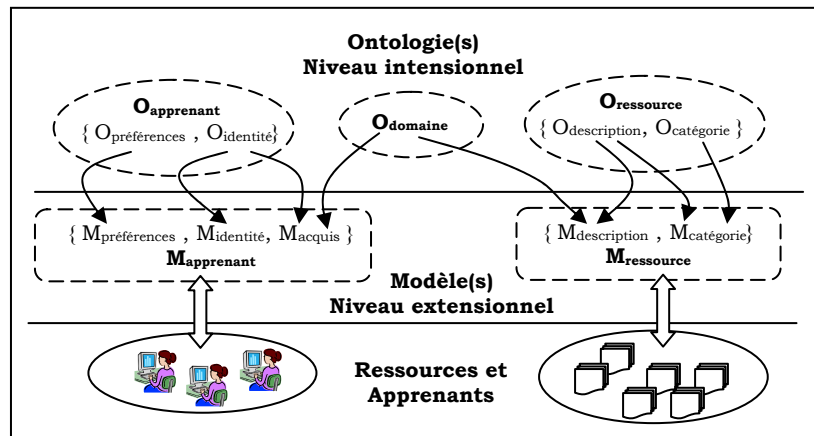 Ontologie(s)
Niveau intensionnel
Oapprenant
{ Opréférences , Oidentité}
Odomaine
Oressource
{ Odescription, Ocatégorie }
{ Mpréférences , Midentité, Macquis }
Mapprenant
{ Mdescription , Mcatégorie}
Mressource
Modèle(s)
Niveau extensionnel
Ressources et
Apprenants